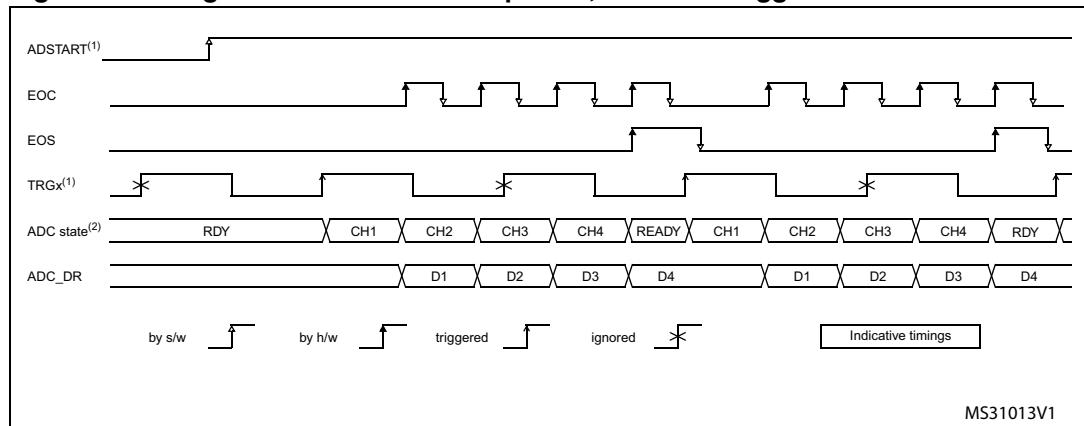 ADSTART(1)
EOC
EOS
TRGx(1)
ADC state(2) RDY CH1 CH2 CH3 CH4 READY CH1 CH2 CH3 CH4 RDY
ADC_DR D1 D2 D3 D4 D1 D2 D3 D4
by s/w by h/w triggered ignored Indicative timings
MS31013V1